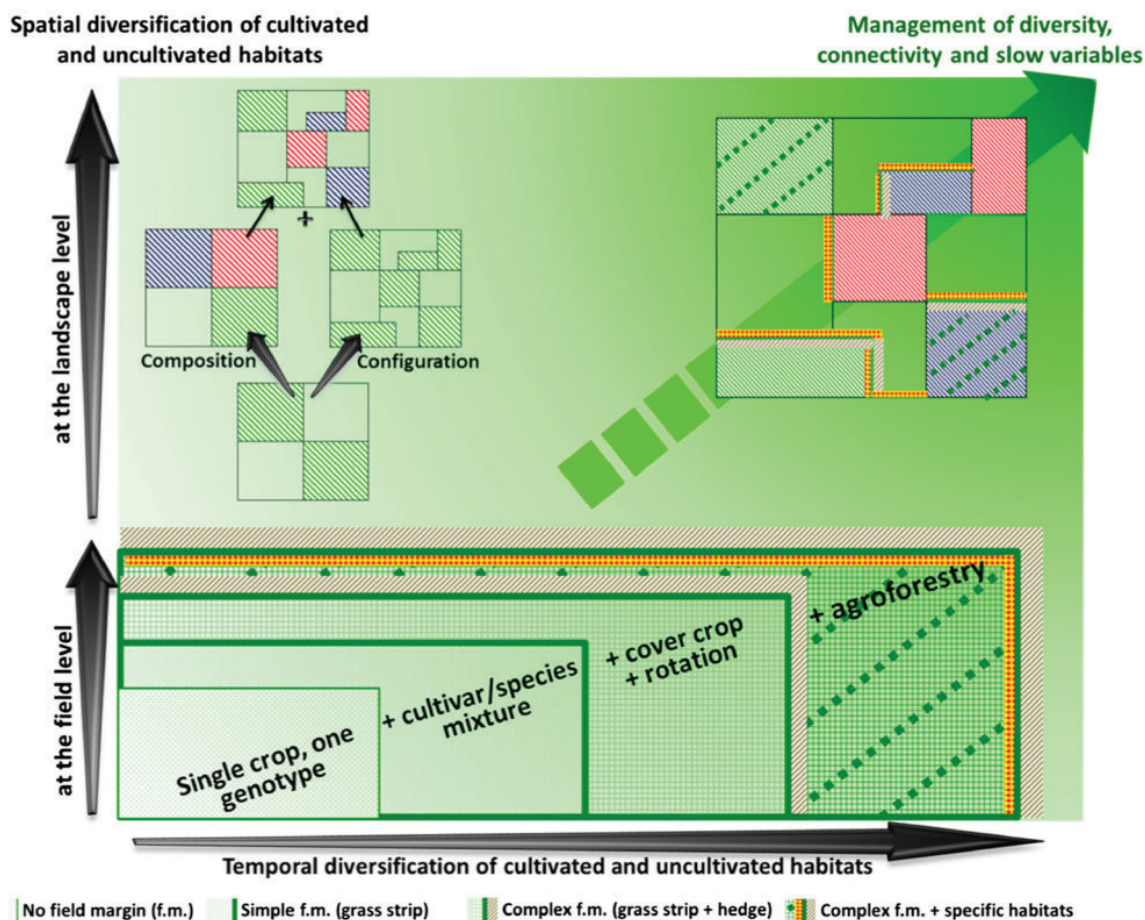 Spatial diversification of cultivated
and uncultivated habitats
Management of diversity,
connectivity and slow variables
at the landscape level
+
Composition
Configuration
at the field level
Single crop, one
genotype
+ cultivar/species
mixture
+ cover crop
+ rotation
+ agroforestry
Temporal diversification of cultivated and uncultivated habitats
No field margin (f.m.)
Simple f.m. (grass strip)
Complex f.m. (grass strip + hedge)
Complex f.m. + specific habitats